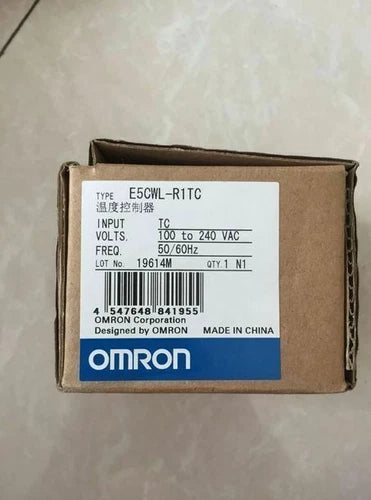 TYPE E5CWL-R1TC
温度控制器
INPUT TC
VOLTS. 100 to 240 VAC
FREQ. 50/60Hz
LOT No. 19614M QTY.1 N1
4 547648 841955
OMRON Corporation
Designed by OMRON MADE IN CHINA
OMRON